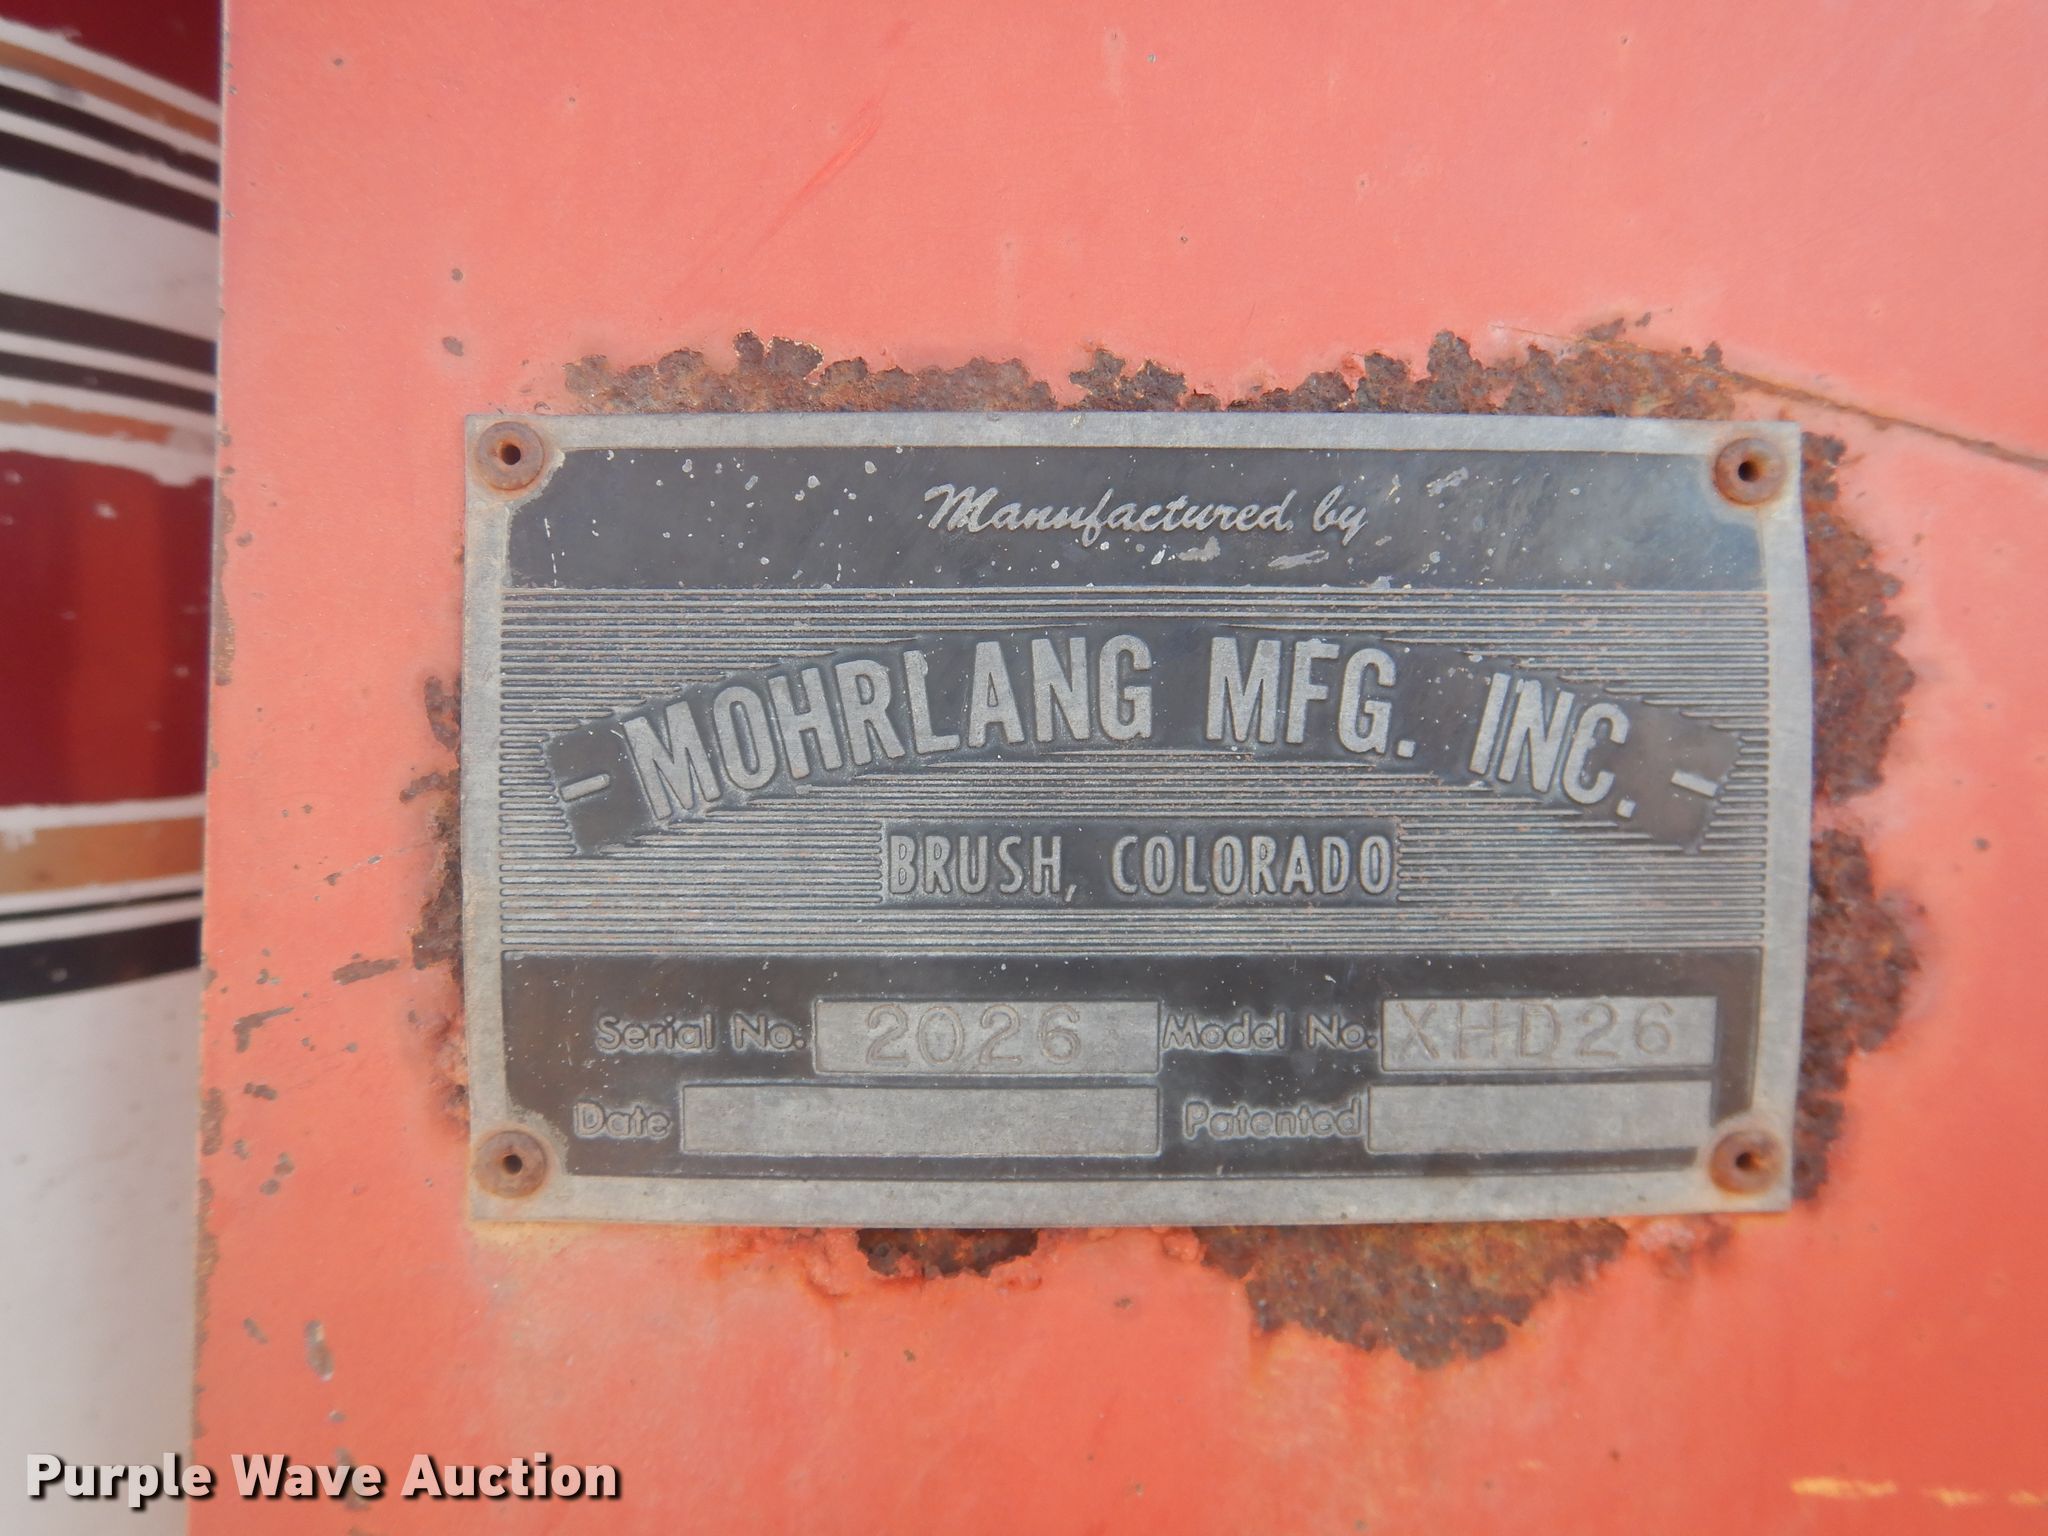 Manufactured by
- MOHRLANG MFG. INC. -
BRUSH, COLORADO
Serial No. 2026 Model No. XHD26
Date Patented
Purple Wave Auction